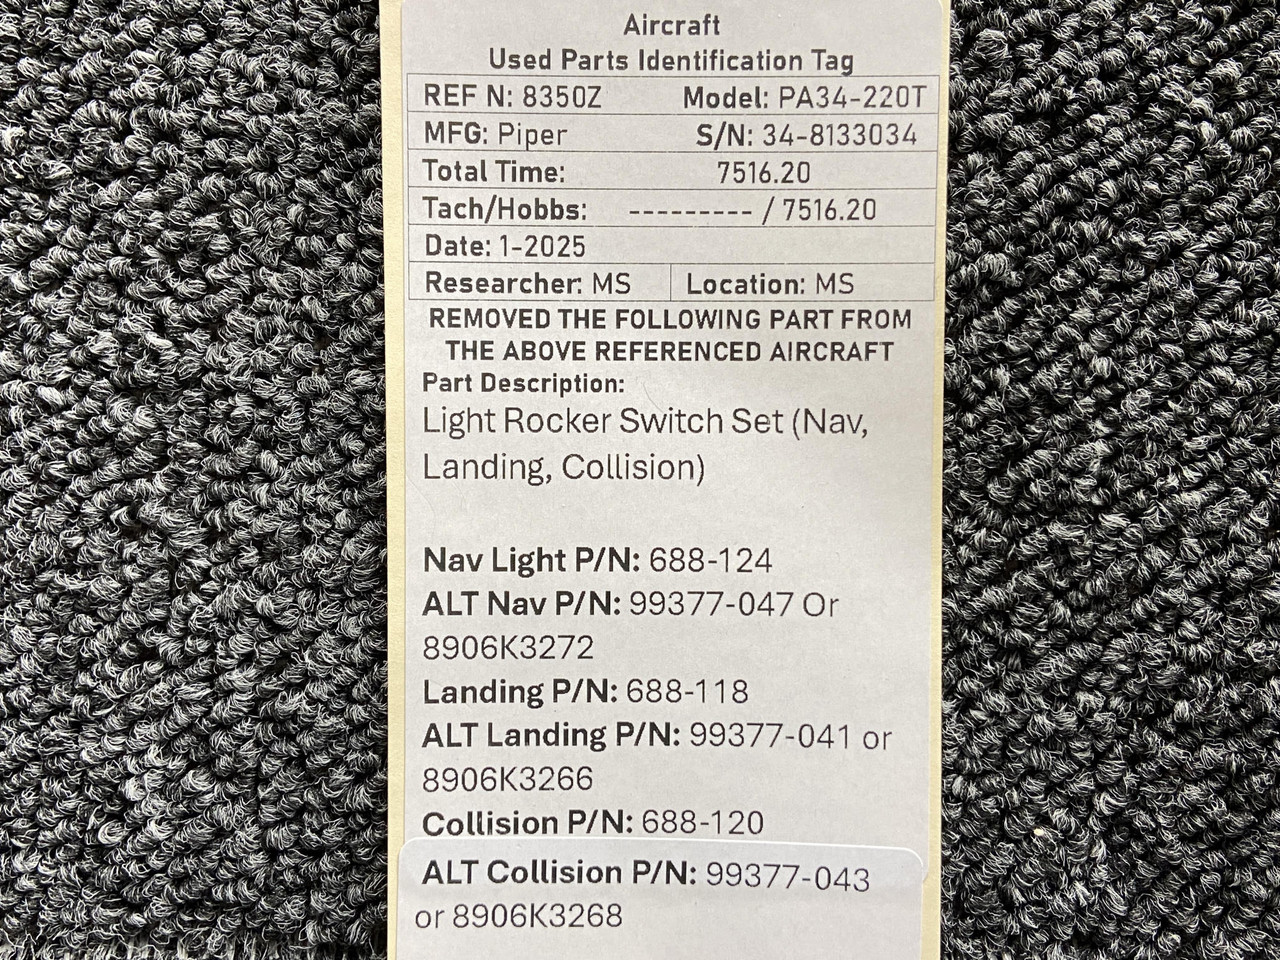 Aircraft
Used Parts Identification Tag
REF N: 8350Z Model: PA34-220T
MFG: Piper S/N: 34-8133034
Total Time: 7516.20
Tach/Hobbs: --------- / 7516.20
Date: 1-2025
Researcher: MS Location: MS
REMOVED THE FOLLOWING PART FROM
THE ABOVE REFERENCED AIRCRAFT
Part Description:
Light Rocker Switch Set (Nav,
Landing, Collision)
Nav Light P/N: 688-124
ALT Nav P/N: 99377-047 Or
8906K3272
Landing P/N: 688-118
ALT Landing P/N: 99377-041 or
8906K3266
Collision P/N: 688-120
ALT Collision P/N: 99377-043
or 8906K3268